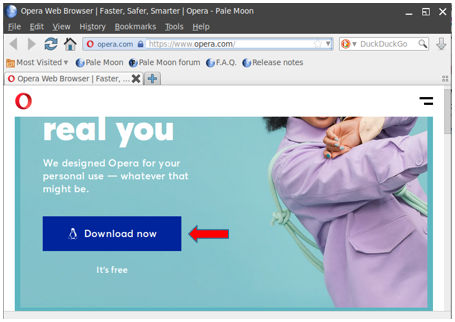 Opera Web Browser | Faster, Safer, Smarter | Opera - Pale Moon
File Edit View History Bookmarks Tools Help
opera.com https://www.opera.com/ DuckDuckGo
Most Visited Pale Moon Pale Moon forum F.A.Q. Release notes
Opera Web Browser | Faster, ...
real you
We designed Opera for your
personal use — whatever that
might be.
Download now
It's free